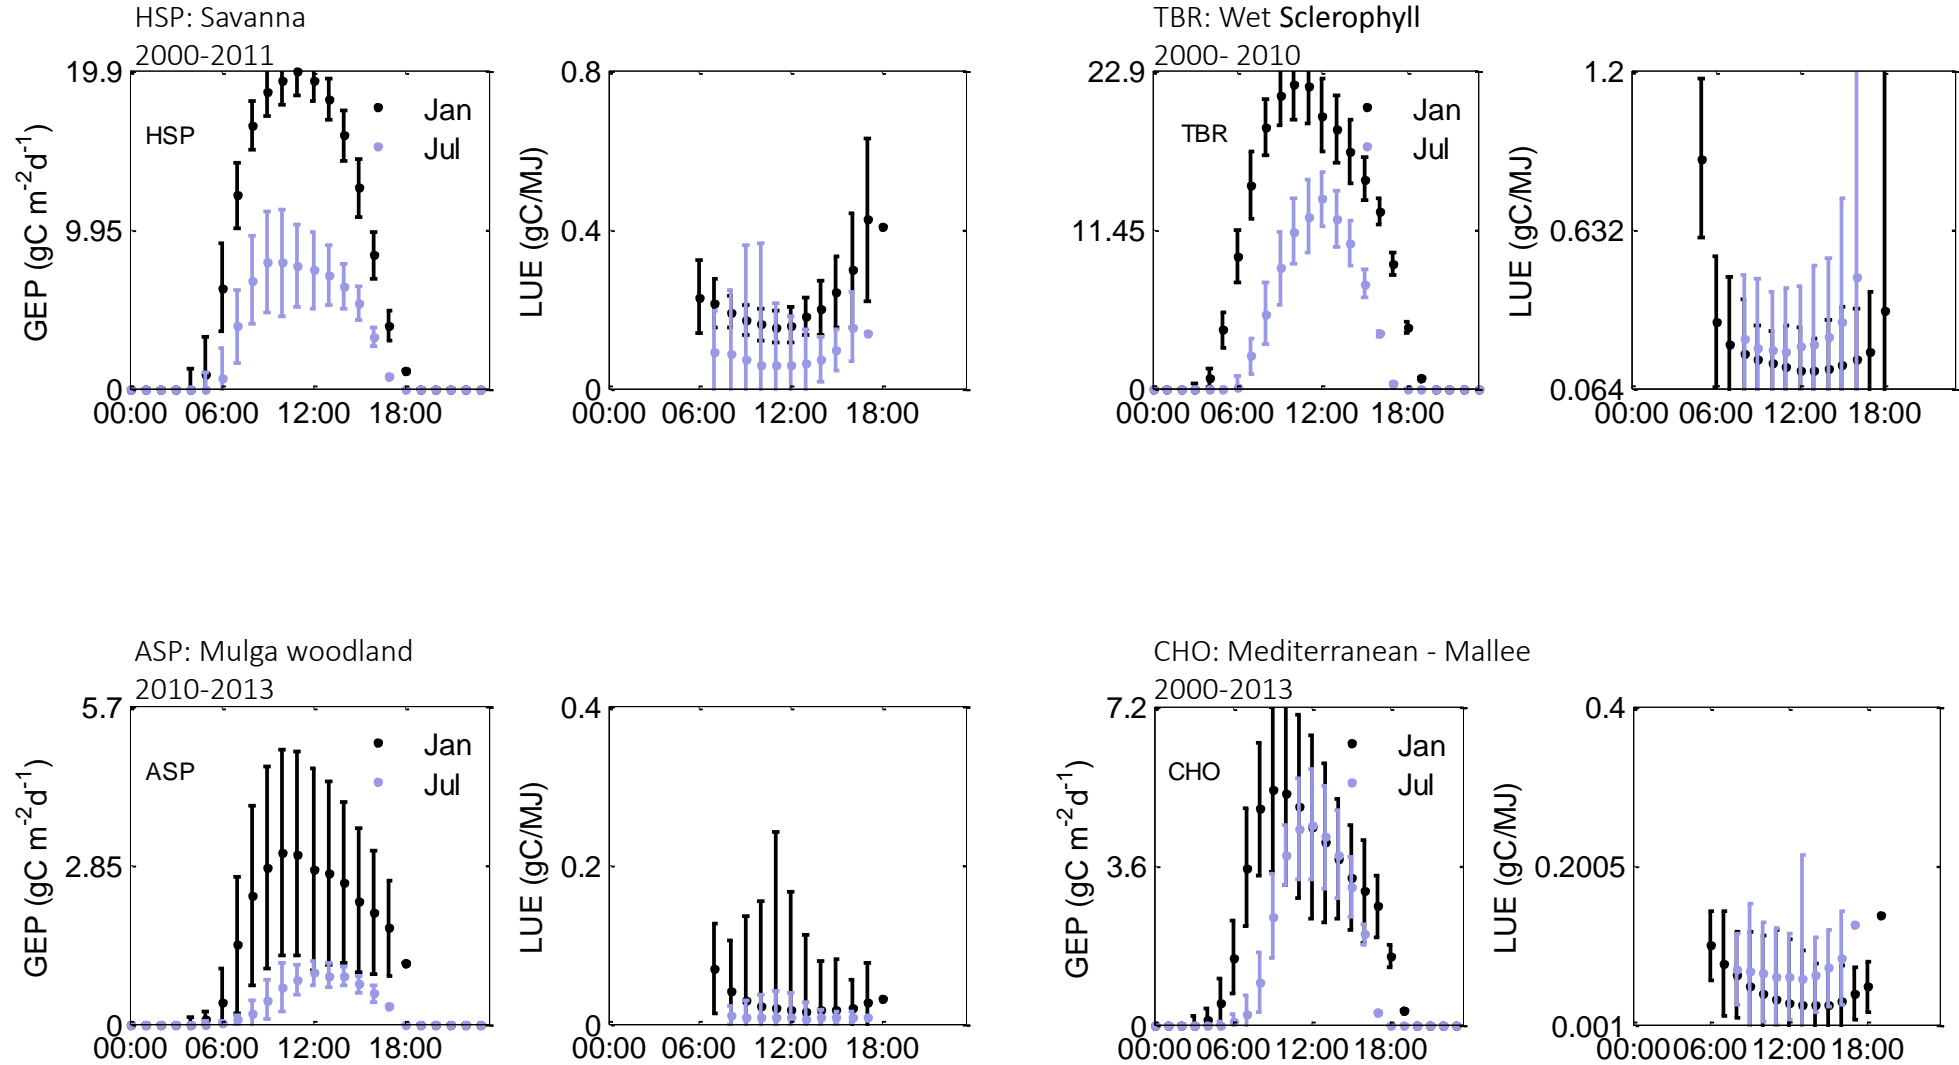 HSP: Savanna
2000-2011
19.9
9.95
0
GEP (gC m-2d-1)
HSP
Jan
Jul
00:00 06:00 12:00 18:00
0.8
0.4
0
LUE (gC/MJ)
00:00 06:00 12:00 18:00
TBR: Wet Sclerophyll
2000- 2010
22.9
11.45
0
GEP (gC m-2d-1)
TBR
Jan
Jul
00:00 06:00 12:00 18:00
1.2
0.632
0.064
LUE (gC/MJ)
00:00 06:00 12:00 18:00
ASP: Mulga woodland
2010-2013
5.7
2.85
0
GEP (gC m-2d-1)
ASP
Jan
Jul
00:00 06:00 12:00 18:00
0.4
0.2
0
LUE (gC/MJ)
00:00 06:00 12:00 18:00
CHO: Mediterranean - Mallee
2000-2013
7.2
3.6
0
GEP (gC m-2d-1)
CHO
Jan
Jul
00:00 06:00 12:00 18:00
0.4
0.2005
0.001
LUE (gC/MJ)
00:00 06:00 12:00 18:00